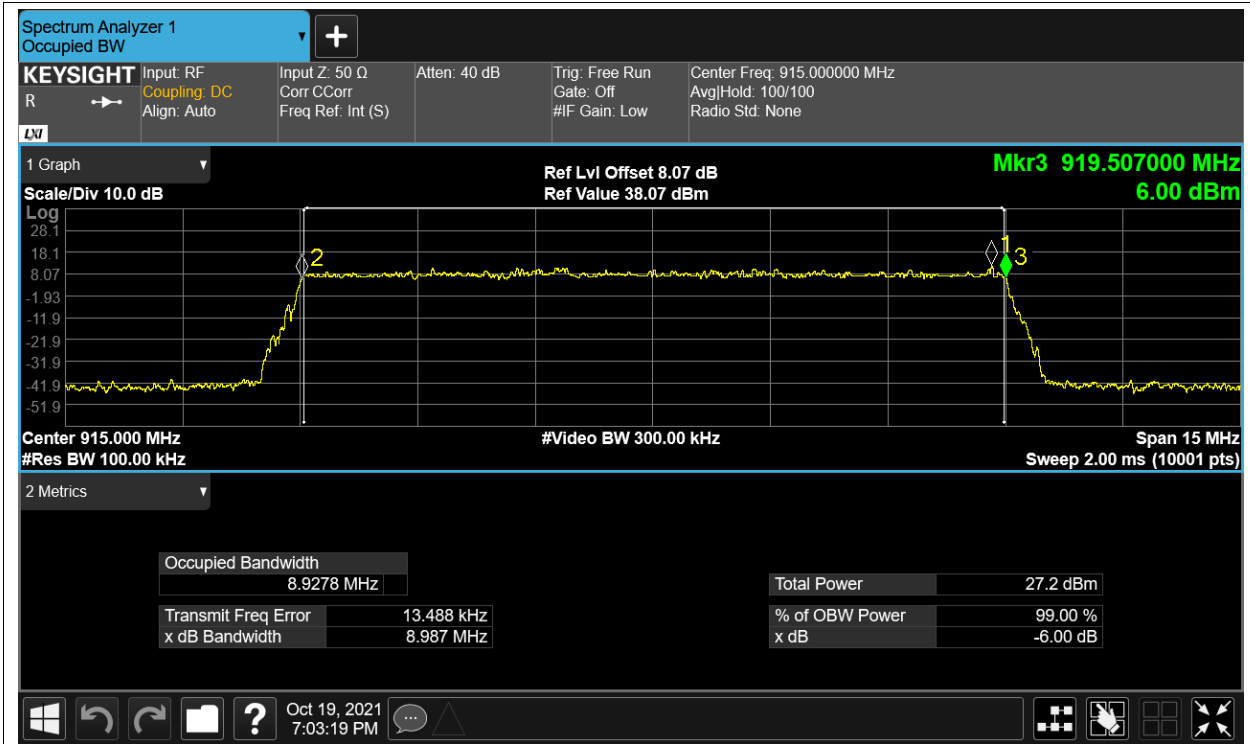 Spectrum Analyzer 1
Occupied BW
KEYSIGHT
R
LXI
Input: RF
Coupling: DC
Align: Auto
Input Z: 50 Ω
Corr CCorr
Freq Ref: Int (S)
Atten: 40 dB
Trig: Free Run
Gate: Off
#IF Gain: Low
Center Freq: 915.000000 MHz
Avg|Hold: 100/100
Radio Std: None
1 Graph
Scale/Div 10.0 dB
Ref Lvl Offset 8.07 dB
Ref Value 38.07 dBm
Mkr3 919.507000 MHz
6.00 dBm
Log
28.1
18.1
8.07
-1.93
-11.9
-21.9
-31.9
-41.9
-51.9
2
1
3
Center 915.000 MHz
#Res BW 100.00 kHz
#Video BW 300.00 kHz
Span 15 MHz
Sweep 2.00 ms (10001 pts)
2 Metrics
Occupied Bandwidth
8.9278 MHz
Transmit Freq Error 13.488 kHz
x dB Bandwidth 8.987 MHz
Total Power 27.2 dBm
% of OBW Power 99.00 %
x dB -6.00 dB
?
Oct 19, 2021
7:03:19 PM